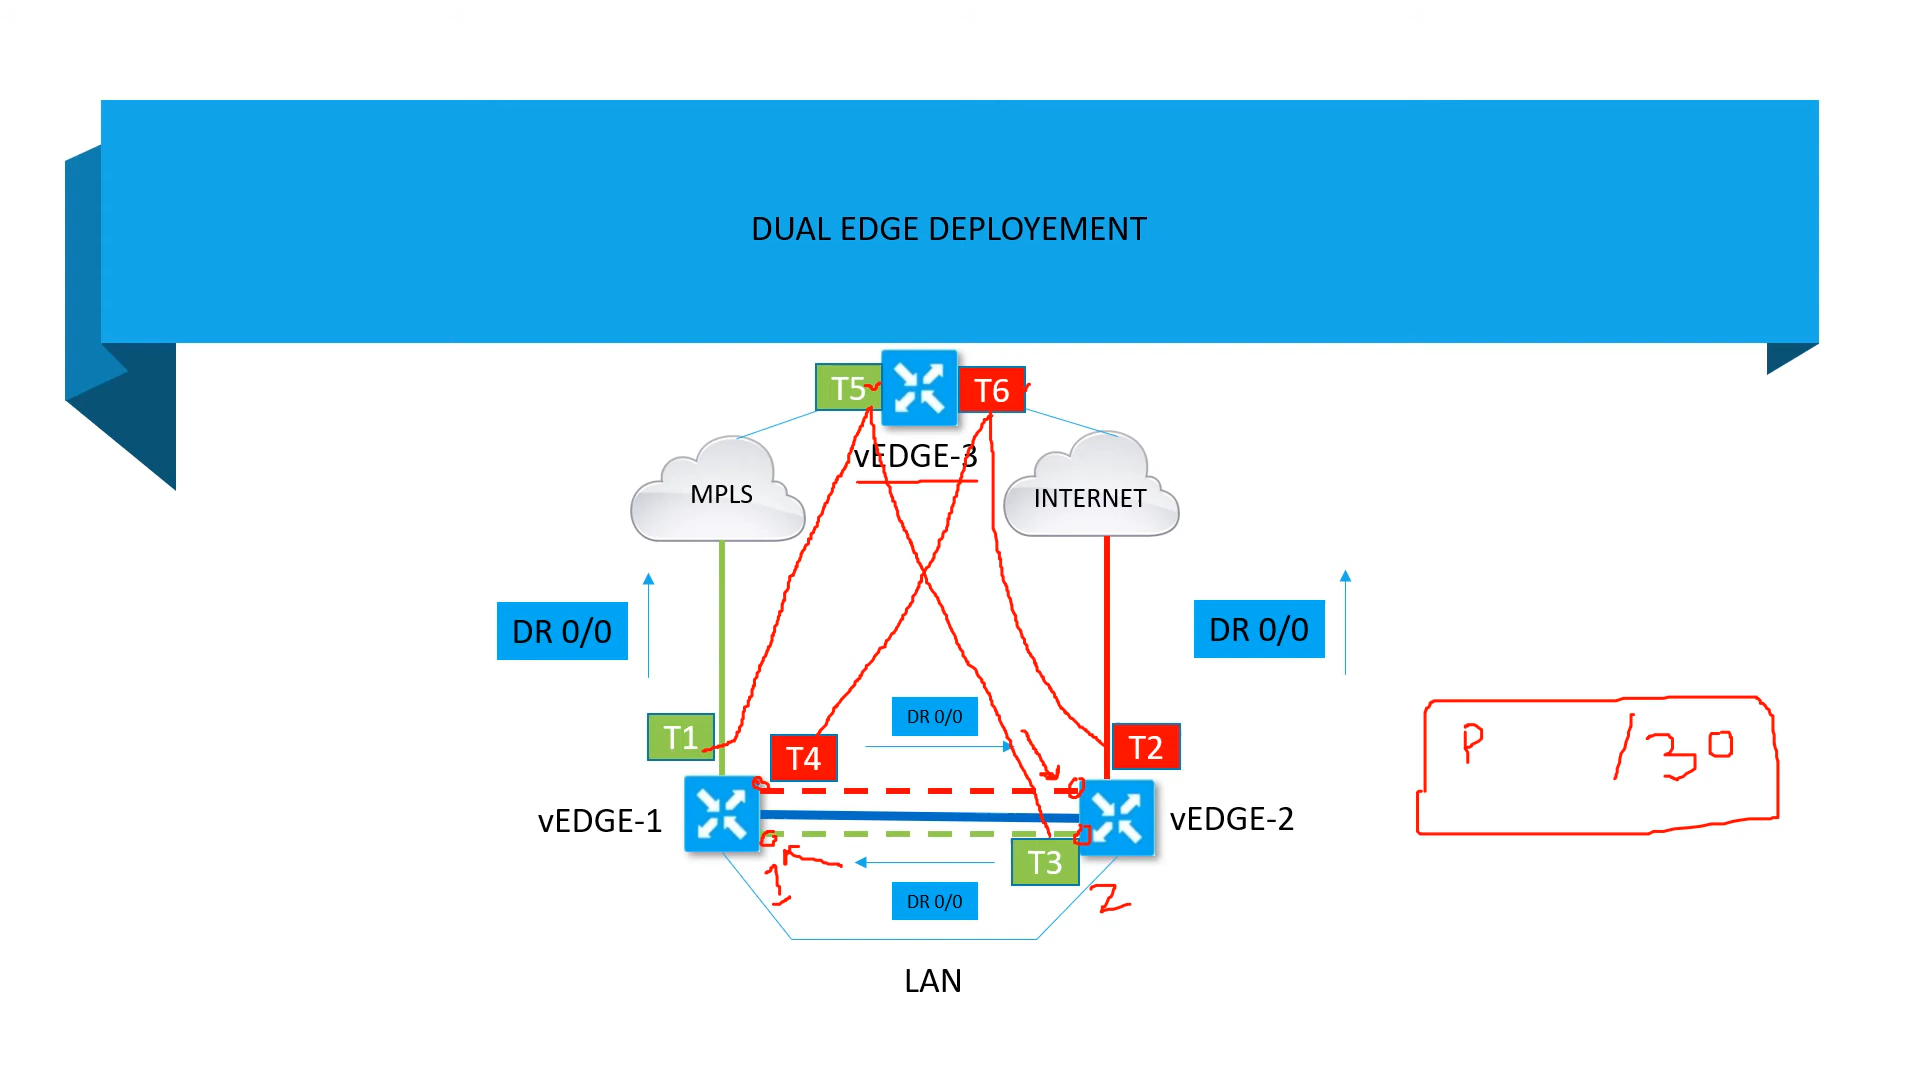 DUAL EDGE DEPLOYEMENT
T5
T6
vEDGE-3
MPLS
INTERNET
DR 0/0
DR 0/0
DR 0/0
T1
T4
T2
P /30
vEDGE-1
vEDGE-2
T3
1
2
DR 0/0
LAN